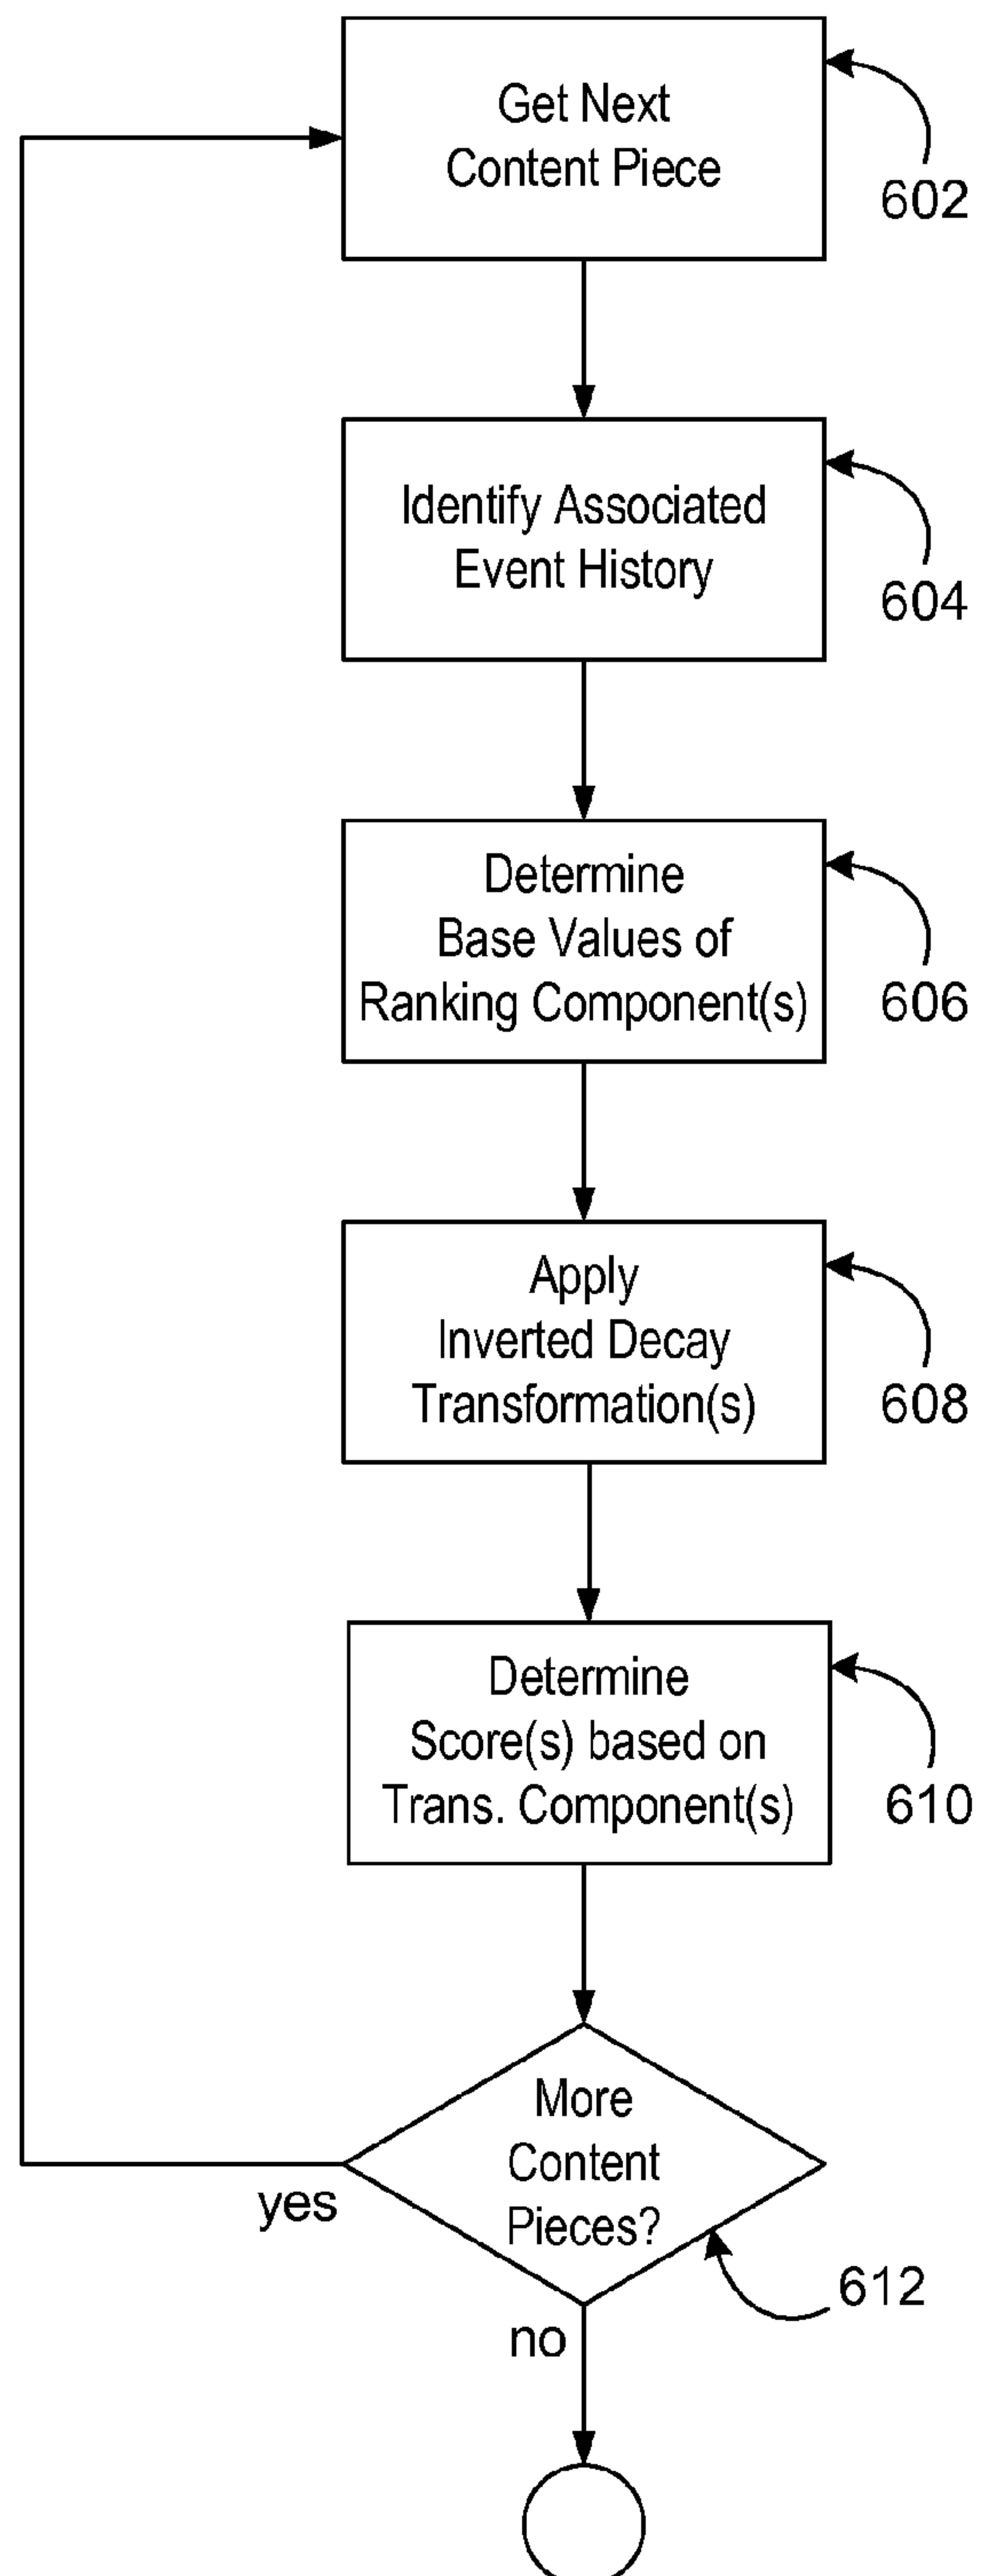 Get Next
Content Piece
602
Identify Associated
Event History
604
Determine
Base Values of
Ranking Component(s)
606
Apply
Inverted Decay
Transformation(s)
608
Determine
Score(s) based on
Trans. Component(s)
610
More
Content
Pieces?
yes
612
no